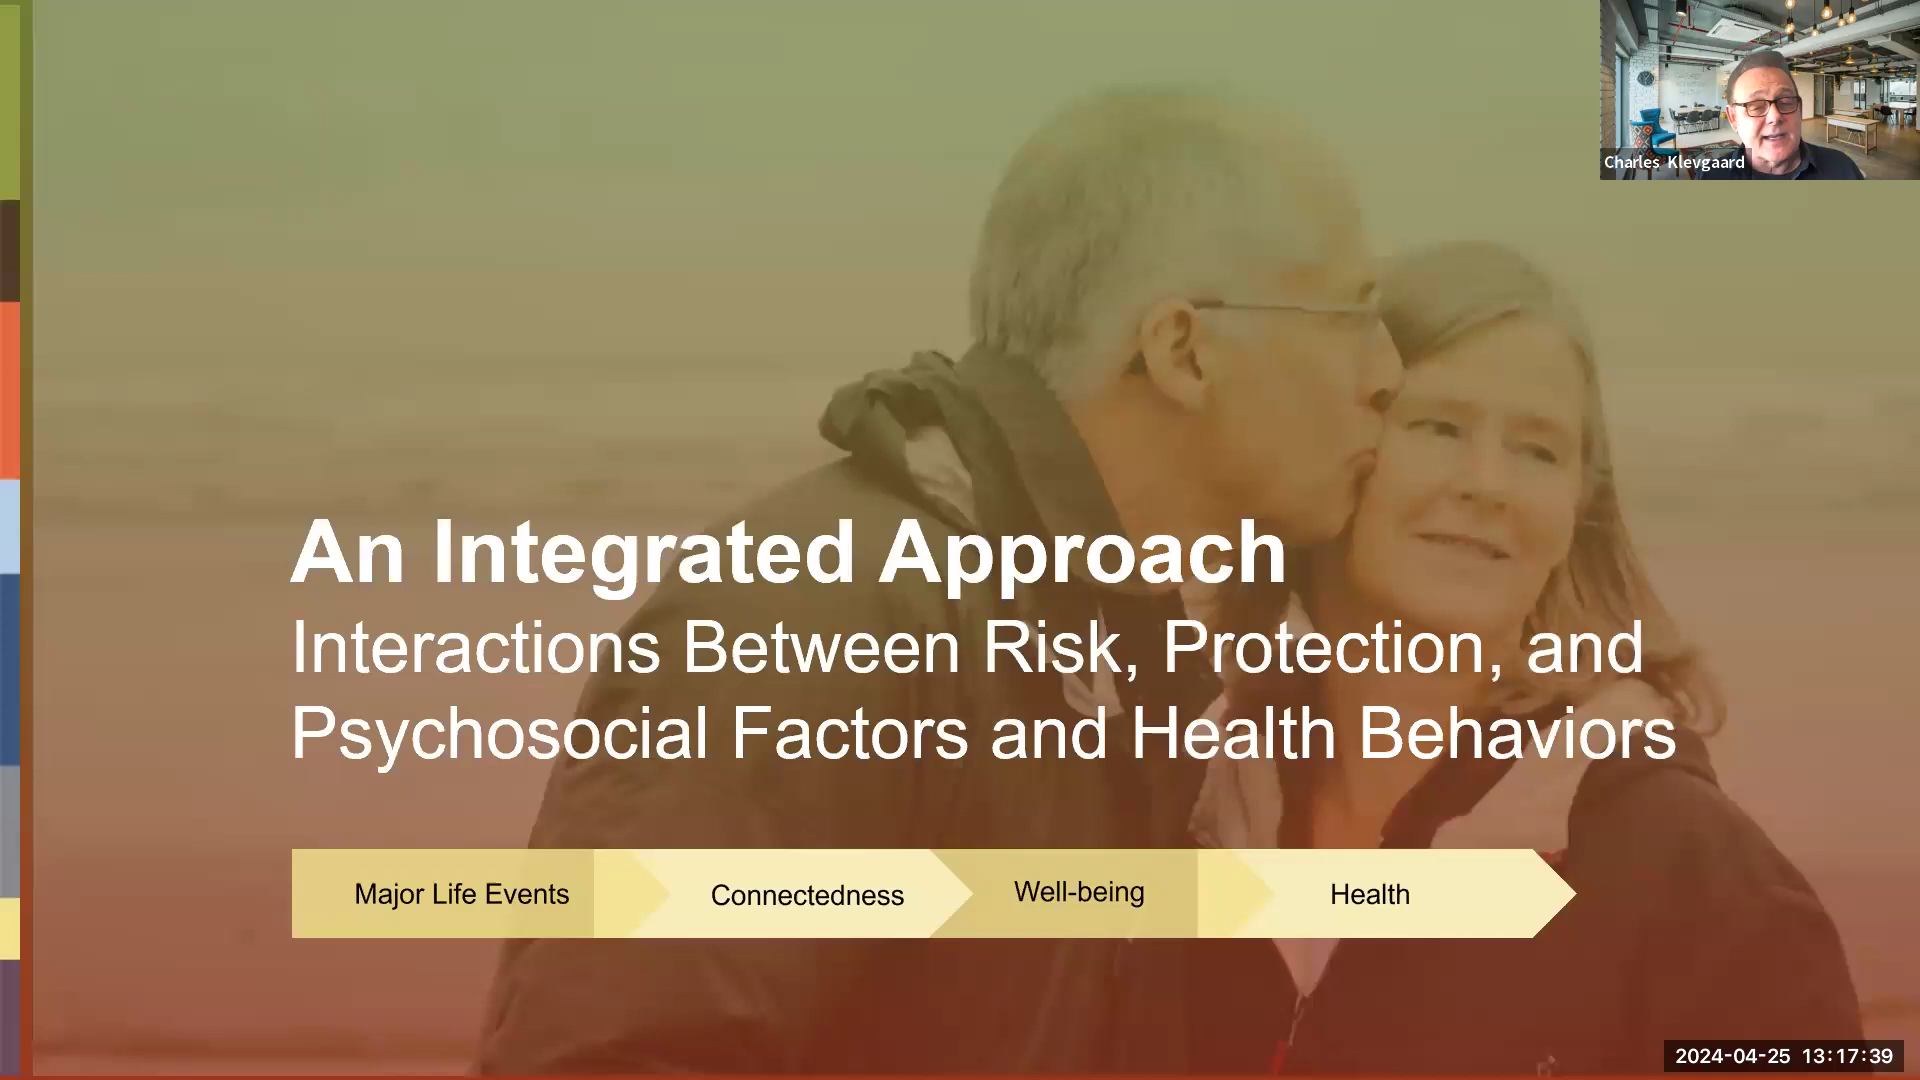 Charles Klevgaard
An Integrated Approach
Interactions Between Risk, Protection, and
Psychosocial Factors and Health Behaviors
Major Life Events
Connectedness
Well-being
Health
2024-04-25 13:17:39